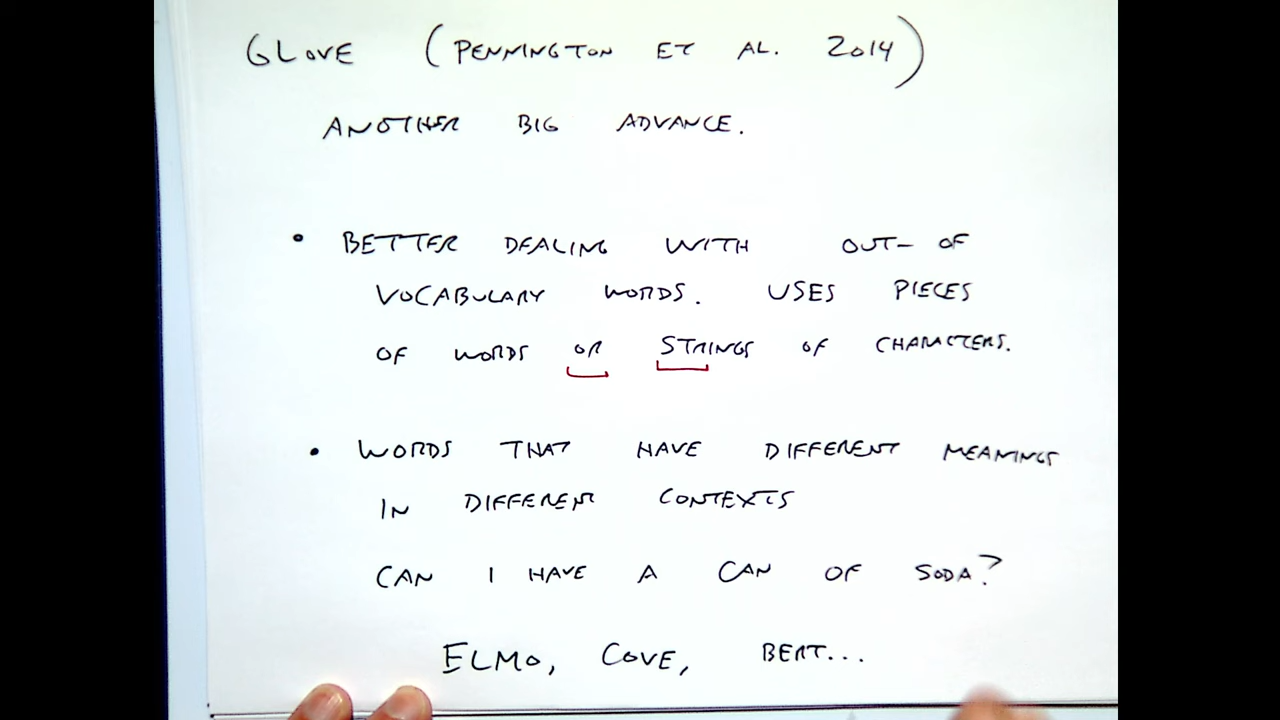 GLOVE (PENNINGTON ET AL. 2014)
ANOTHER BIG ADVANCE.
• BETTER DEALING WITH OUT-OF
VOCABULARY WORDS. USES PIECES
OF WORDS OR STRINGS OF CHARACTERS.
• WORDS THAT HAVE DIFFERENT MEANINGS
IN DIFFERENT CONTEXTS
CAN I HAVE A CAN OF SODA?
ELMO, COVE, BERT...